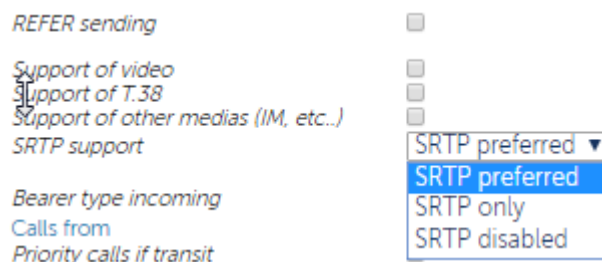 REFER sending
Support of video
Support of T.38
Support of other medias (IM, etc..)
SRTP support SRTP preferred
SRTP preferred
Bearer type incoming SRTP only
Calls from SRTP disabled
Priority calls if transit